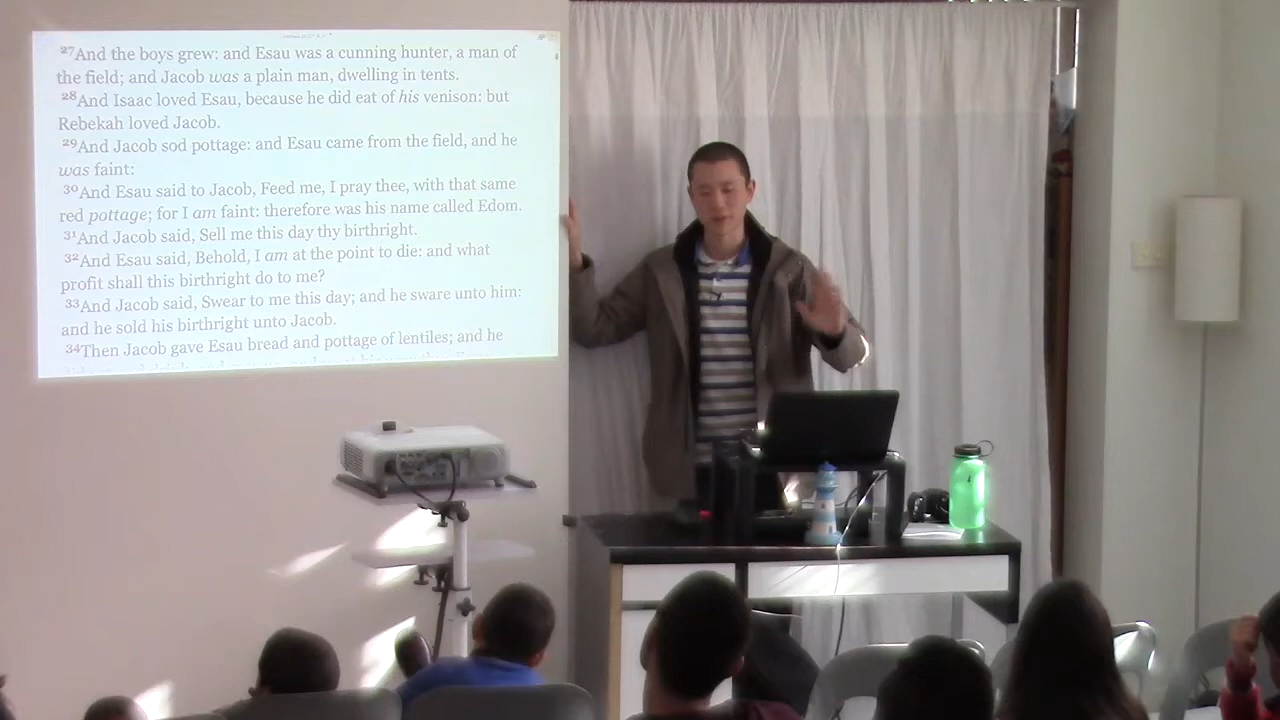 ²⁷And the boys grew: and Esau was a cunning hunter, a man of
the field; and Jacob was a plain man, dwelling in tents.
²⁸And Isaac loved Esau, because he did eat of his venison: but
Rebekah loved Jacob.
²⁹And Jacob sod pottage: and Esau came from the field, and he
was faint:
³⁰And Esau said to Jacob, Feed me, I pray thee, with that same
red pottage; for I am faint: therefore was his name called Edom.
³¹And Jacob said, Sell me this day thy birthright.
³²And Esau said, Behold, I am at the point to die: and what
profit shall this birthright do to me?
³³And Jacob said, Swear to me this day; and he sware unto him:
and he sold his birthright unto Jacob.
³⁴Then Jacob gave Esau bread and pottage of lentiles; and he